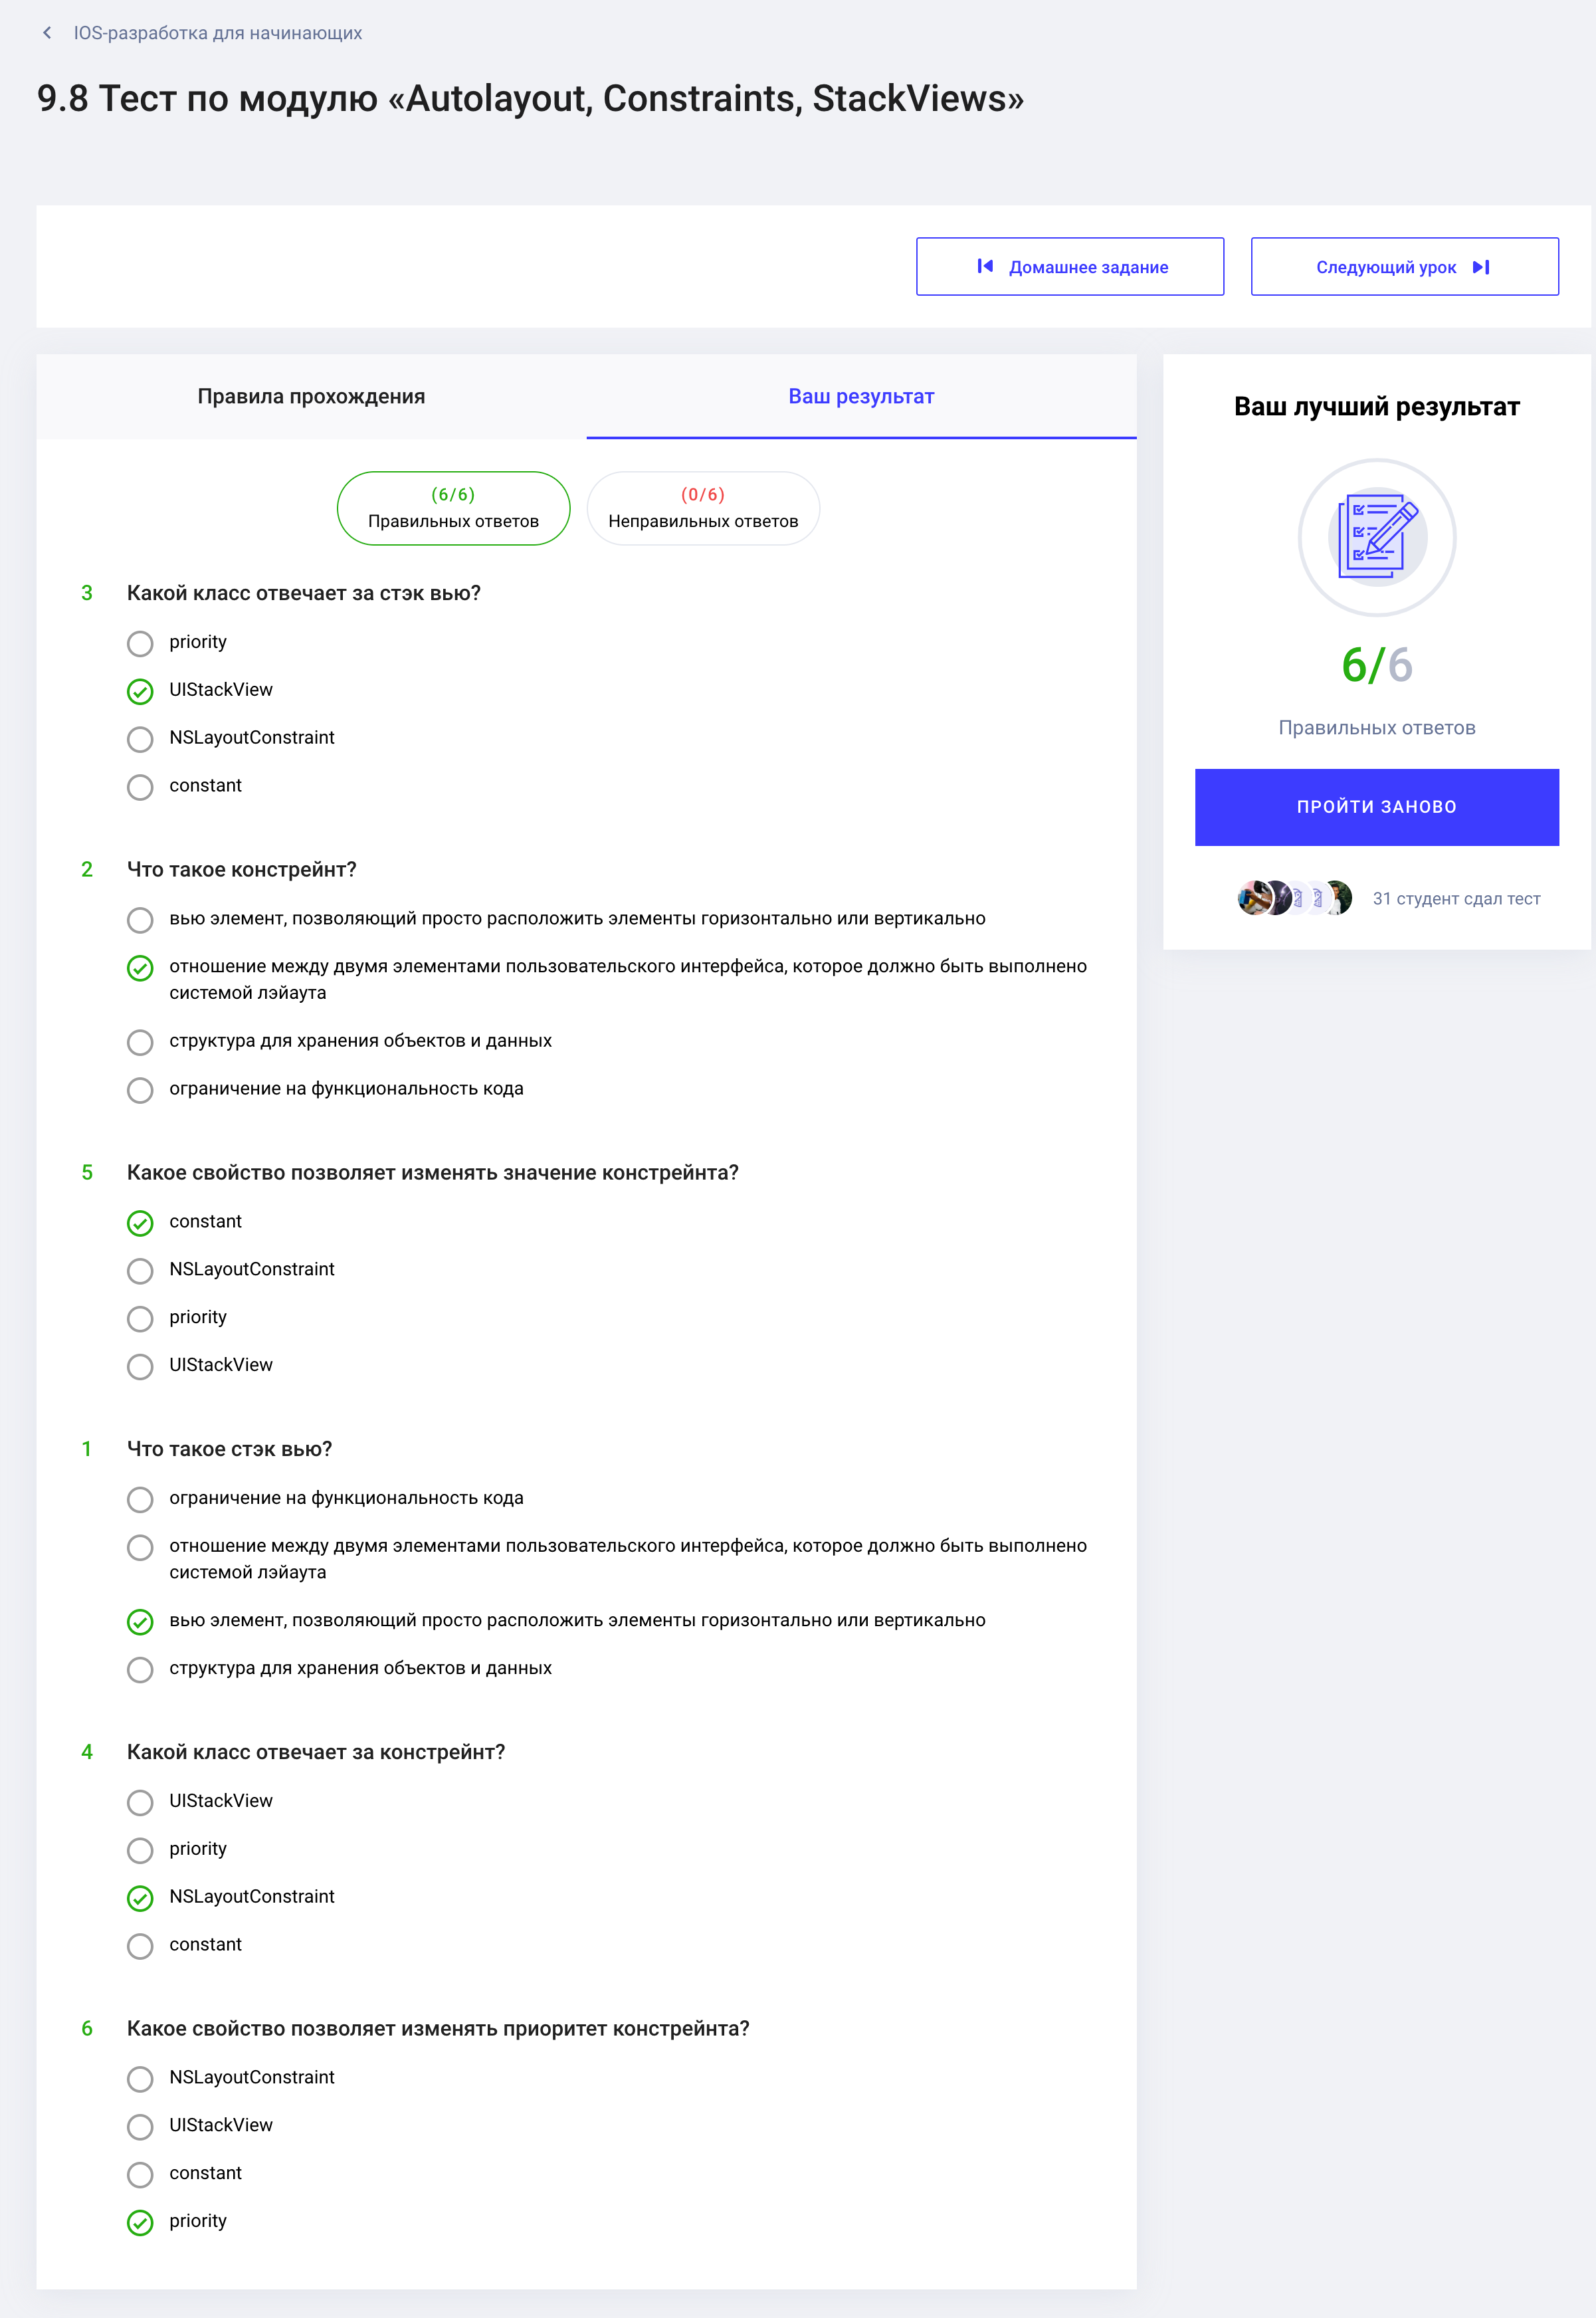 IOS-разработка для начинающих
9.8 Тест по модулю «Autolayout, Constraints, StackViews»
Домашнее задание
Следующий урок
Правила прохождения
Ваш результат
(6/6)
Правильных ответов
(0/6)
Неправильных ответов
3 Какой класс отвечает за стэк вью?
priority
UIStackView
NSLayoutConstraint
constant
2 Что такое констрейнт?
вью элемент, позволяющий просто расположить элементы горизонтально или вертикально
отношение между двумя элементами пользовательского интерфейса, которое должно быть выполнено
системой лэйаута
структура для хранения объектов и данных
ограничение на функциональность кода
5 Какое свойство позволяет изменять значение констрейнта?
constant
NSLayoutConstraint
priority
UIStackView
1 Что такое стэк вью?
ограничение на функциональность кода
отношение между двумя элементами пользовательского интерфейса, которое должно быть выполнено
системой лэйаута
вью элемент, позволяющий просто расположить элементы горизонтально или вертикально
структура для хранения объектов и данных
4 Какой класс отвечает за констрейнт?
UIStackView
priority
NSLayoutConstraint
constant
6 Какое свойство позволяет изменять приоритет констрейнта?
NSLayoutConstraint
UIStackView
constant
priority
Ваш лучший результат
6/6
Правильных ответов
ПРОЙТИ ЗАНОВО
31 студент сдал тест